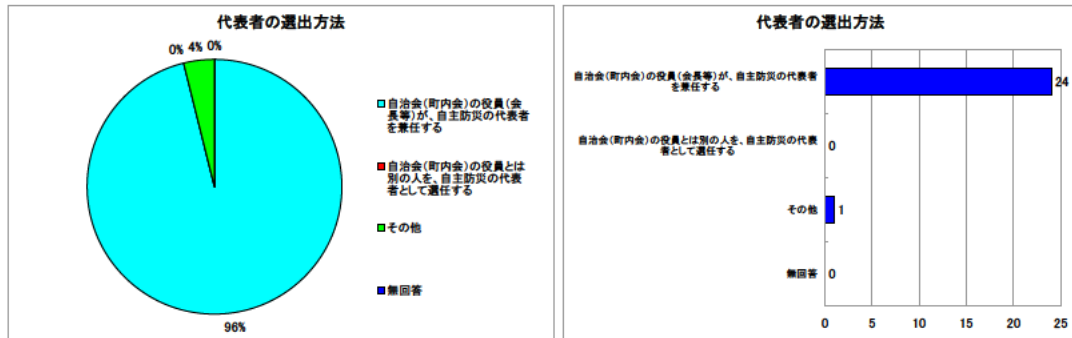 代表者の選出方法
0% 4% 0%
96%
自治会(町内会)の役員(会
長等)が、自主防災の代表者
を兼任する
自治会(町内会)の役員とは
別の人を、自主防災の代表
者として選任する
その他
無回答
代表者の選出方法
自治会(町内会)の役員(会長等)が、自主防災の代表者
を兼任する
24
自治会(町内会)の役員とは別の人を、自主防災の代表
者として選任する
0
その他
1
無回答
0
0 5 10 15 20 25